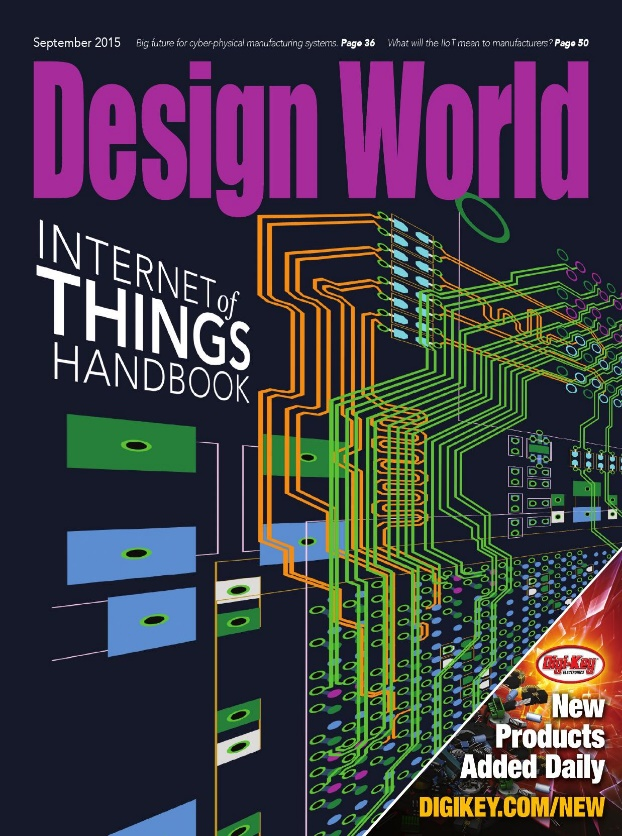 September 2015 Big future for cyber-physical manufacturing systems. Page 36 What will the IIoT mean to manufacturers? Page 50
Design World
INTERNET of
THINGS
HANDBOOK
Digi-Key
ELECTRONICS
New
Products
Added Daily
DIGIKEY.COM/NEW